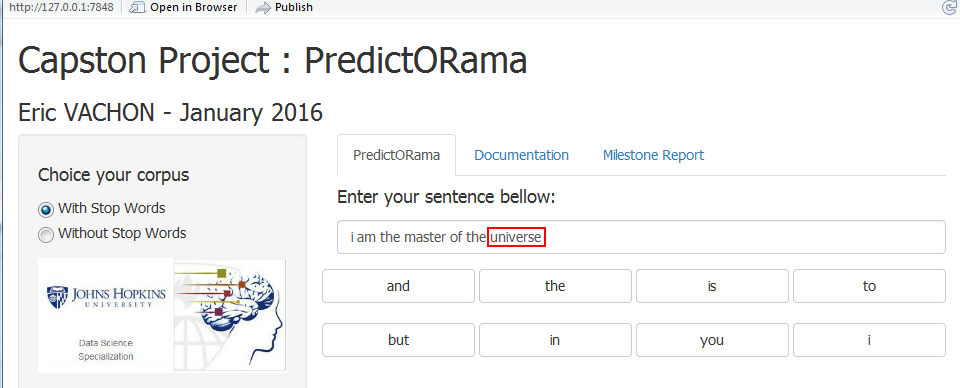 http://127.0.0.1:7848 Open in Browser Publish
Capston Project : PredictORama
Eric VACHON - January 2016
Choice your corpus
With Stop Words
Without Stop Words
JOHNS HOPKINS
UNIVERSITY
Data Science
Specialization
PredictORama Documentation Milestone Report
Enter your sentence bellow:
i am the master of the universe
and the is to
but in you i